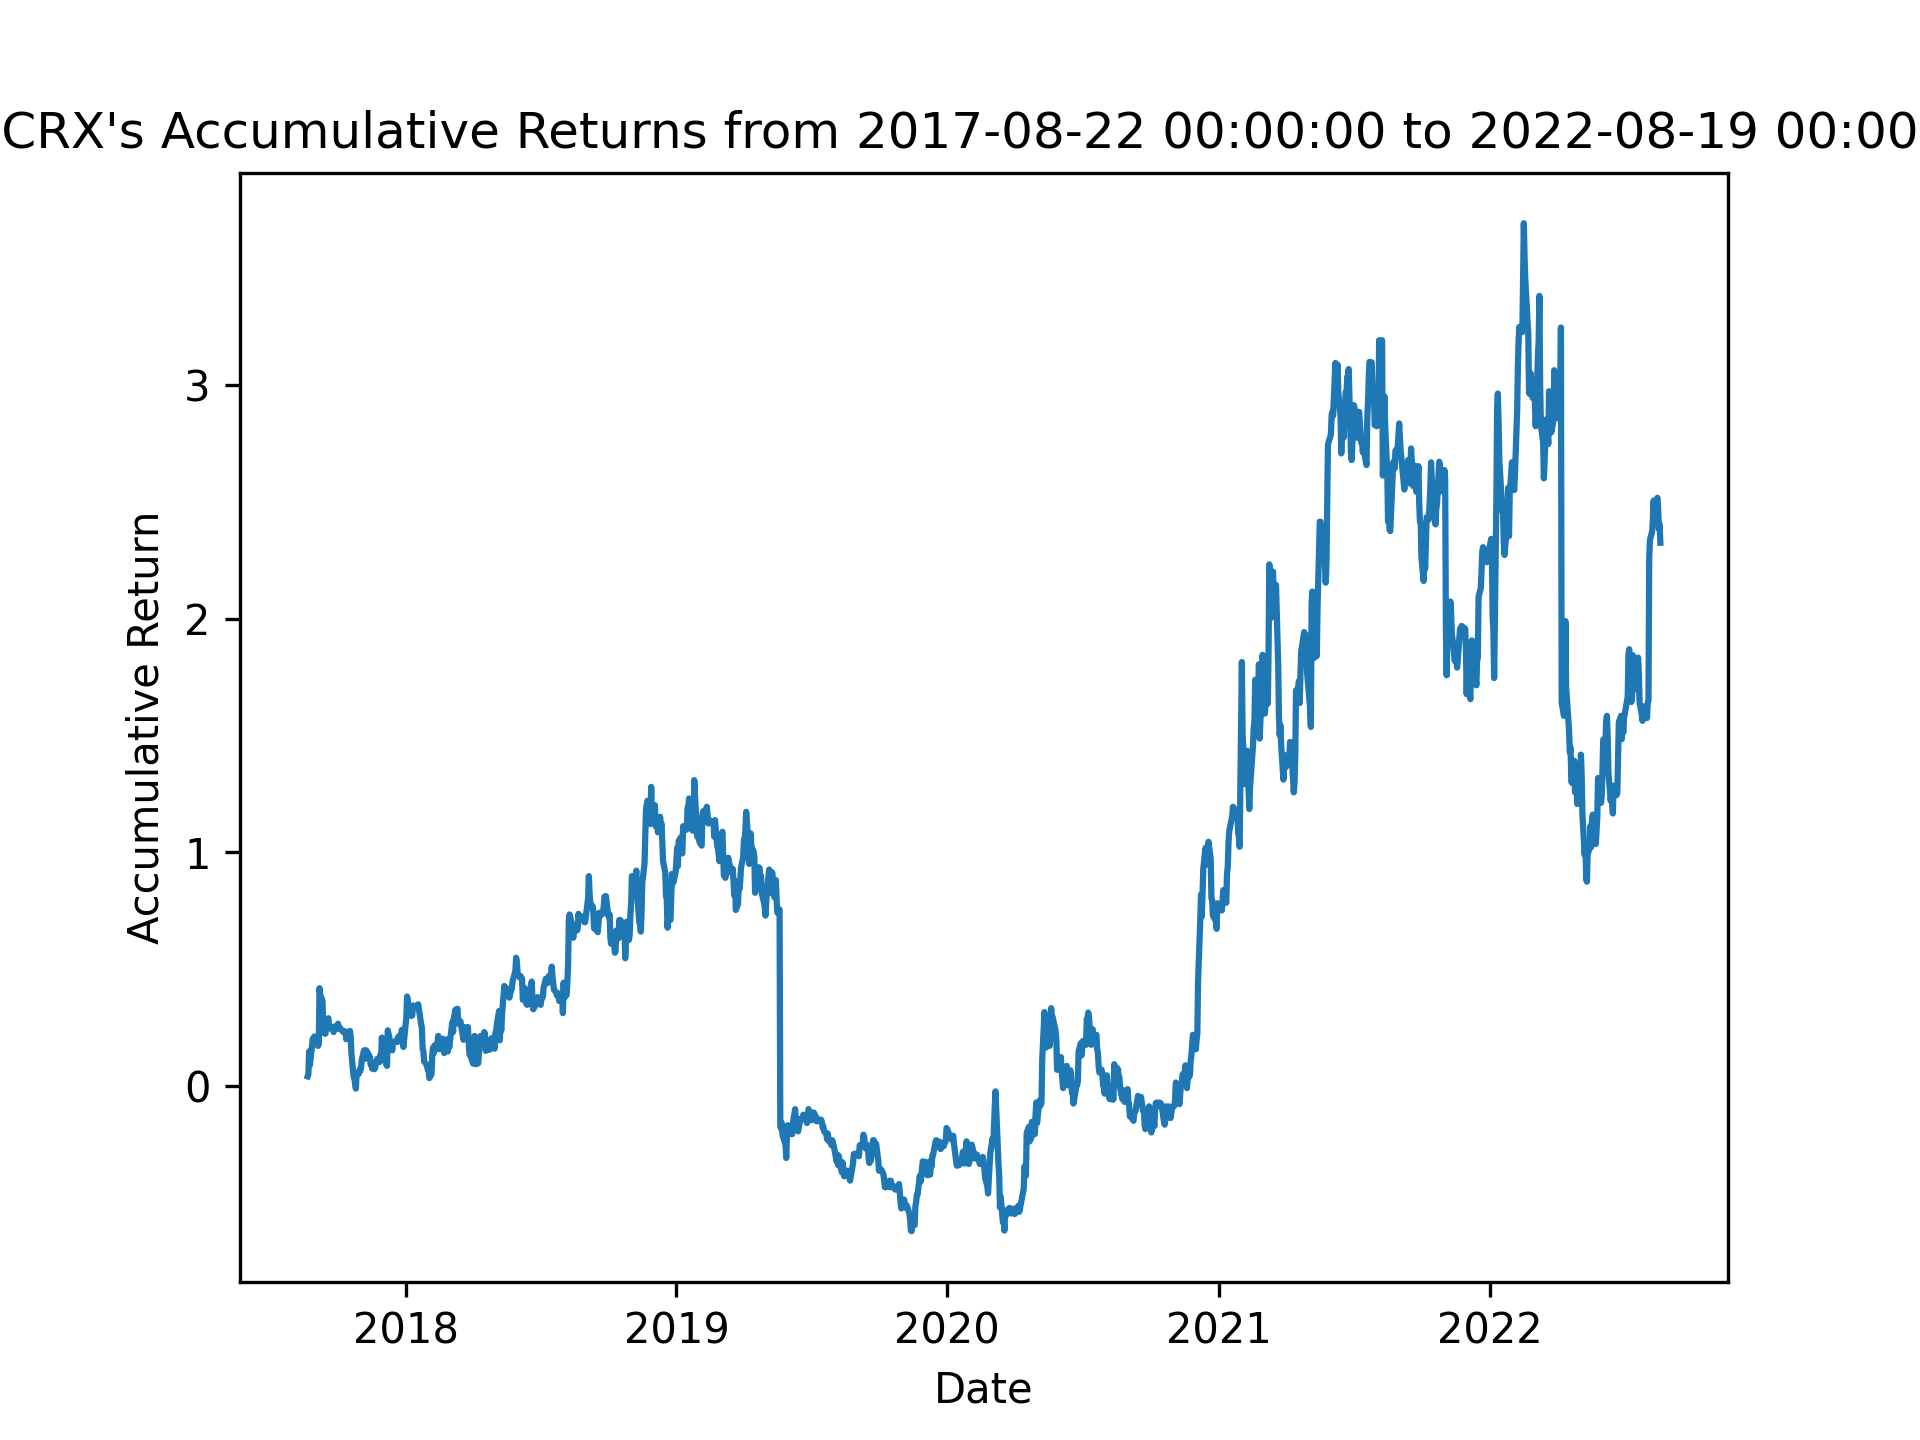 CRX's Accumulative Returns from 2017-08-22 00:00:00 to 2022-08-19 00:00
3
2
1
0
Accumulative Return
2018 2019 2020 2021 2022
Date